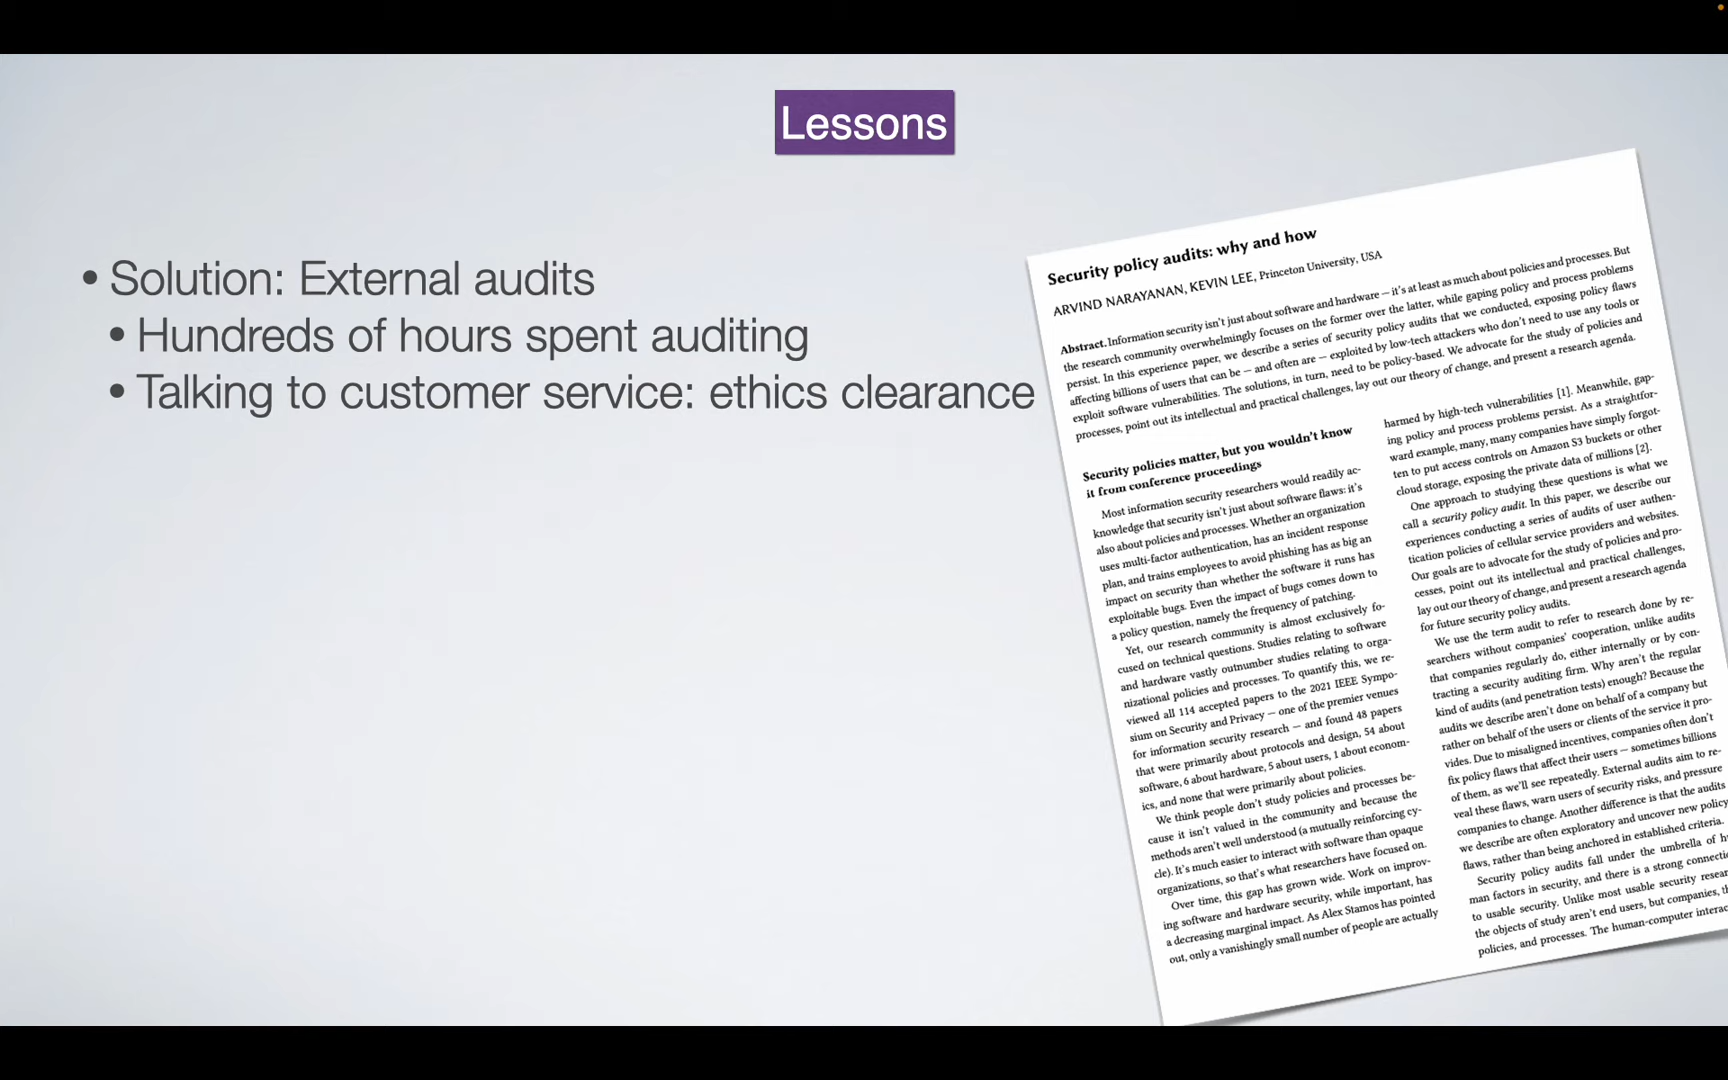 Lessons
• Solution: External audits
• Hundreds of hours spent auditing
• Talking to customer service: ethics clearance
Security policy audits: why and how
ARVIND NARAYANAN, KEVIN LEE, Princeton University, USA
Abstract. Information security isn't just about software and hardware — it's at least as much about policies and processes. But
the research community overwhelmingly focuses on the former over the latter, while gaping policy and process problems
persist. In this experience paper, we describe a series of security policy audits that we conducted, exposing policy flaws
affecting billions of users that can be — and often are — exploited by low-tech attackers who don't need to use any tools or
exploit software vulnerabilities. The solutions, in turn, need to be policy-based. We advocate for the study of policies and
processes, point out its intellectual and practical challenges, lay out our theory of change, and present a research agenda.
Security policies matter, but you wouldn't know
it from conference proceedings
Most information security researchers would readily ac-
knowledge that security isn't just about software flaws: it's
also about policies and processes. Whether an organization
uses multi-factor authentication, has an incident response
plan, and trains employees to avoid phishing has as big an
impact on security than whether the software it runs has
exploitable bugs. Even the impact of bugs comes down to
a policy question, namely the frequency of patching.
Yet, our research community is almost exclusively fo-
cused on technical questions. Studies relating to software
and hardware vastly outnumber studies relating to orga-
nizational policies and processes. To quantify this, we re-
viewed all 114 accepted papers to the 2021 IEEE Sympo-
sium on Security and Privacy — one of the premier venues
for information security research — and found 48 papers
that were primarily about protocols and design, 54 about
software, 6 about hardware, 5 about users, 1 about econom-
ics, and none that were primarily about policies.
We think people don't study policies and processes be-
cause it isn't valued in the community and because the
methods aren't well understood (a mutually reinforcing cy-
cle). It's much easier to interact with software than opaque
organizations, so that's what researchers have focused on.
Over time, this gap has grown wide. Work on improv-
ing software and hardware security, while important, has
a decreasing marginal impact. As Alex Stamos has pointed
out, only a vanishingly small number of people are actually
harmed by high-tech vulnerabilities [1]. Meanwhile, gap-
ing policy and process problems persist. As a straightfor-
ward example, many, many companies have simply forgot-
ten to put access controls on Amazon S3 buckets or other
cloud storage, exposing the private data of millions [2].
One approach to studying these questions is what we
call a security policy audit. In this paper, we describe our
experiences conducting a series of audits of user authen-
tication policies of cellular service providers and websites.
Our goals are to advocate for the study of policies and pro-
cesses, point out its intellectual and practical challenges,
lay out our theory of change, and present a research agenda
for future security policy audits.
We use the term audit to refer to research done by re-
searchers without companies' cooperation, unlike audits
that companies regularly do, either internally or by con-
tracting a security auditing firm. Why aren't the regular
kind of audits (and penetration tests) enough? Because the
audits we describe aren't done on behalf of a company but
rather on behalf of the users or clients of the service it pro-
vides. Due to misaligned incentives, companies often don't
fix policy flaws that affect their users — sometimes billions
of them, as we'll see repeatedly. External audits aim to re-
veal these flaws, warn users of security risks, and pressure
companies to change. Another difference is that the audits
we describe are often exploratory and uncover new policy
flaws, rather than being anchored in established criteria.
Security policy audits fall under the umbrella of
man factors in security, and there is a strong
to usable security. Unlike most usable security
the objects of study aren't end users, but companies,
policies, and processes. The human-computer